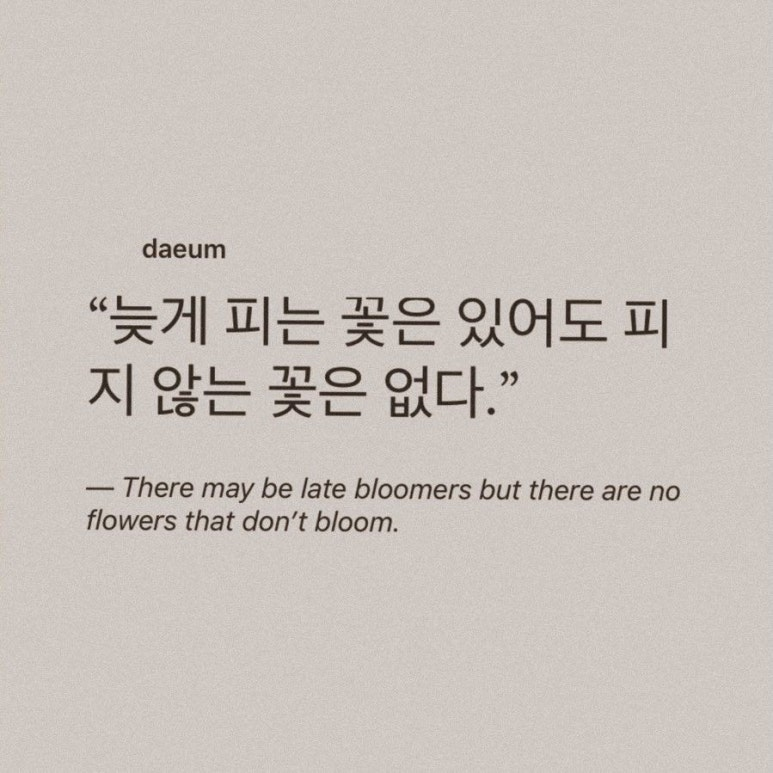 daeum
“늦게 피는 꽃은 있어도 피
지 않는 꽃은 없다.”
— There may be late bloomers but there are no
flowers that don’t bloom.